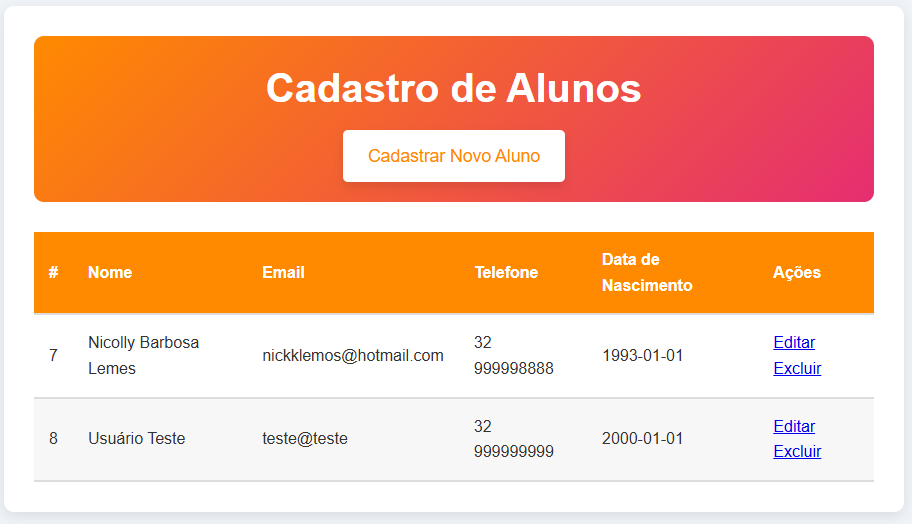 Cadastro de Alunos
Cadastrar Novo Aluno
# Nome Email Telefone Data de Nascimento Ações
7 Nicolly Barbosa Lemes nickklemos@hotmail.com 32 999998888 1993-01-01 Editar Excluir
8 Usuário Teste teste@teste 32 999999999 2000-01-01 Editar Excluir